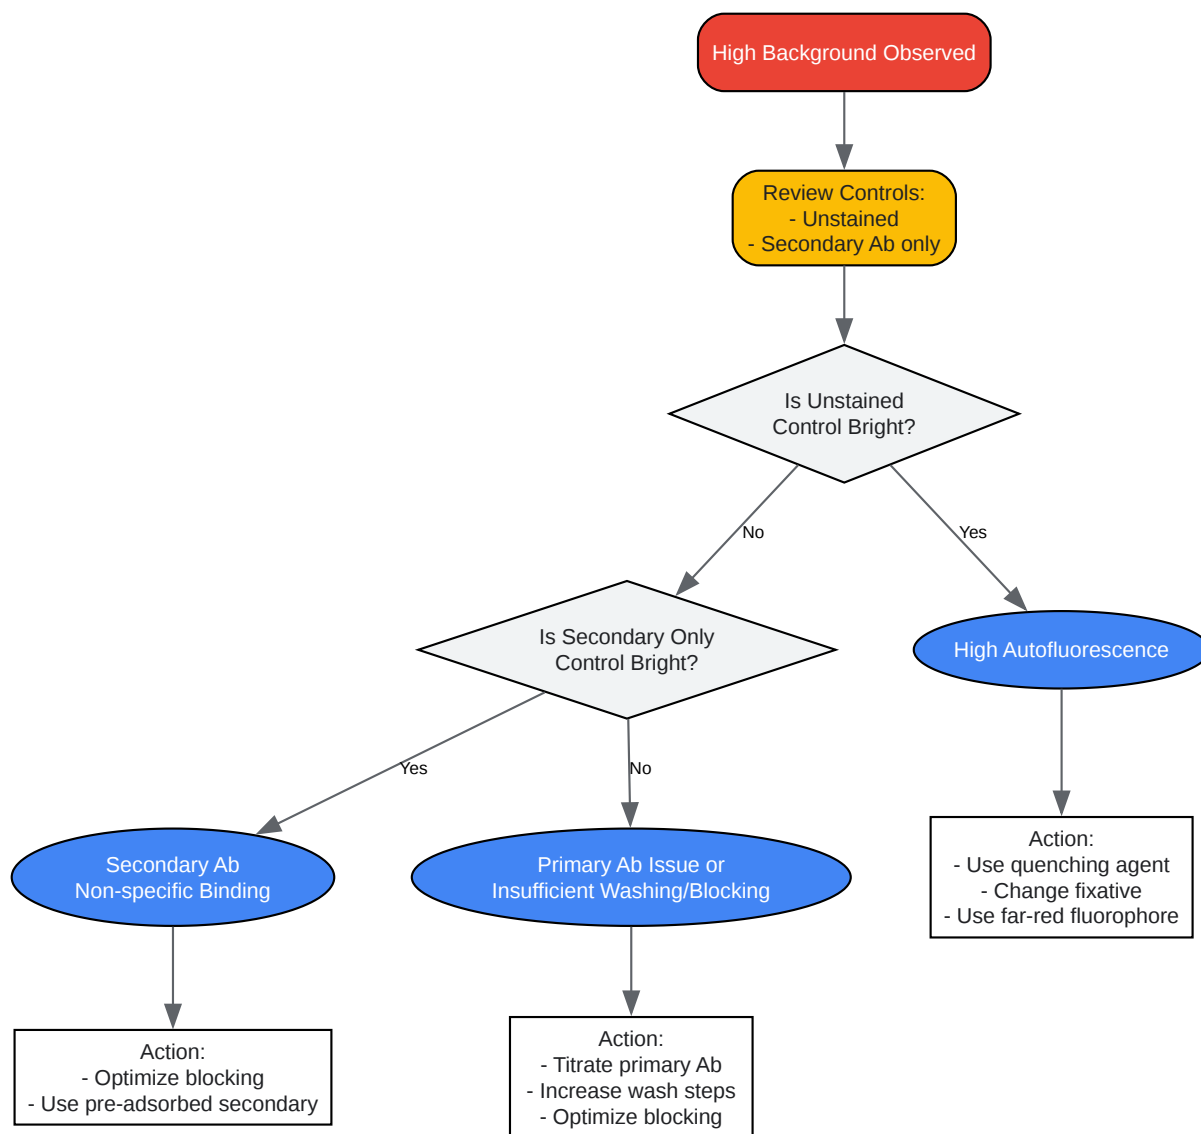 High Background Observed
Review Controls:
- Unstained
- Secondary Ab only
Is Unstained
Control Bright?
No
Yes
Is Secondary Only
Control Bright?
High Autofluorescence
Yes
No
Action:
- Use quenching agent
- Change fixative
- Use far-red fluorophore
Secondary Ab
Non-specific Binding
Primary Ab Issue or
Insufficient Washing/Blocking
Action:
- Optimize blocking
- Use pre-adsorbed secondary
Action:
- Titrate primary Ab
- Increase wash steps
- Optimize blocking